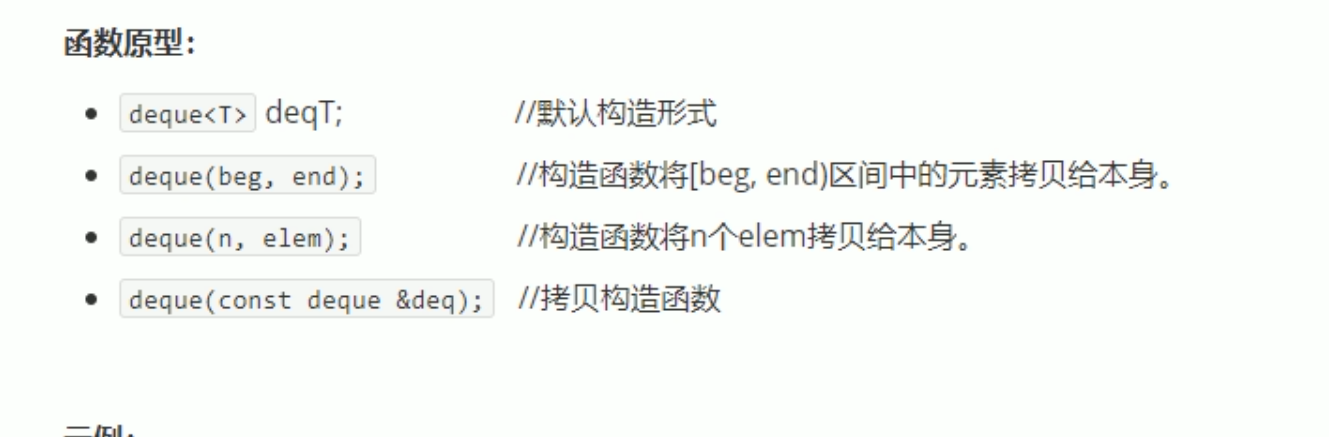 函数原型：
deque<T> deqT; //默认构造形式
deque(beg, end); //构造函数将[beg, end)区间中的元素拷贝给本身。
deque(n, elem); //构造函数将n个elem拷贝给本身。
deque(const deque &deq); //拷贝构造函数
示例：